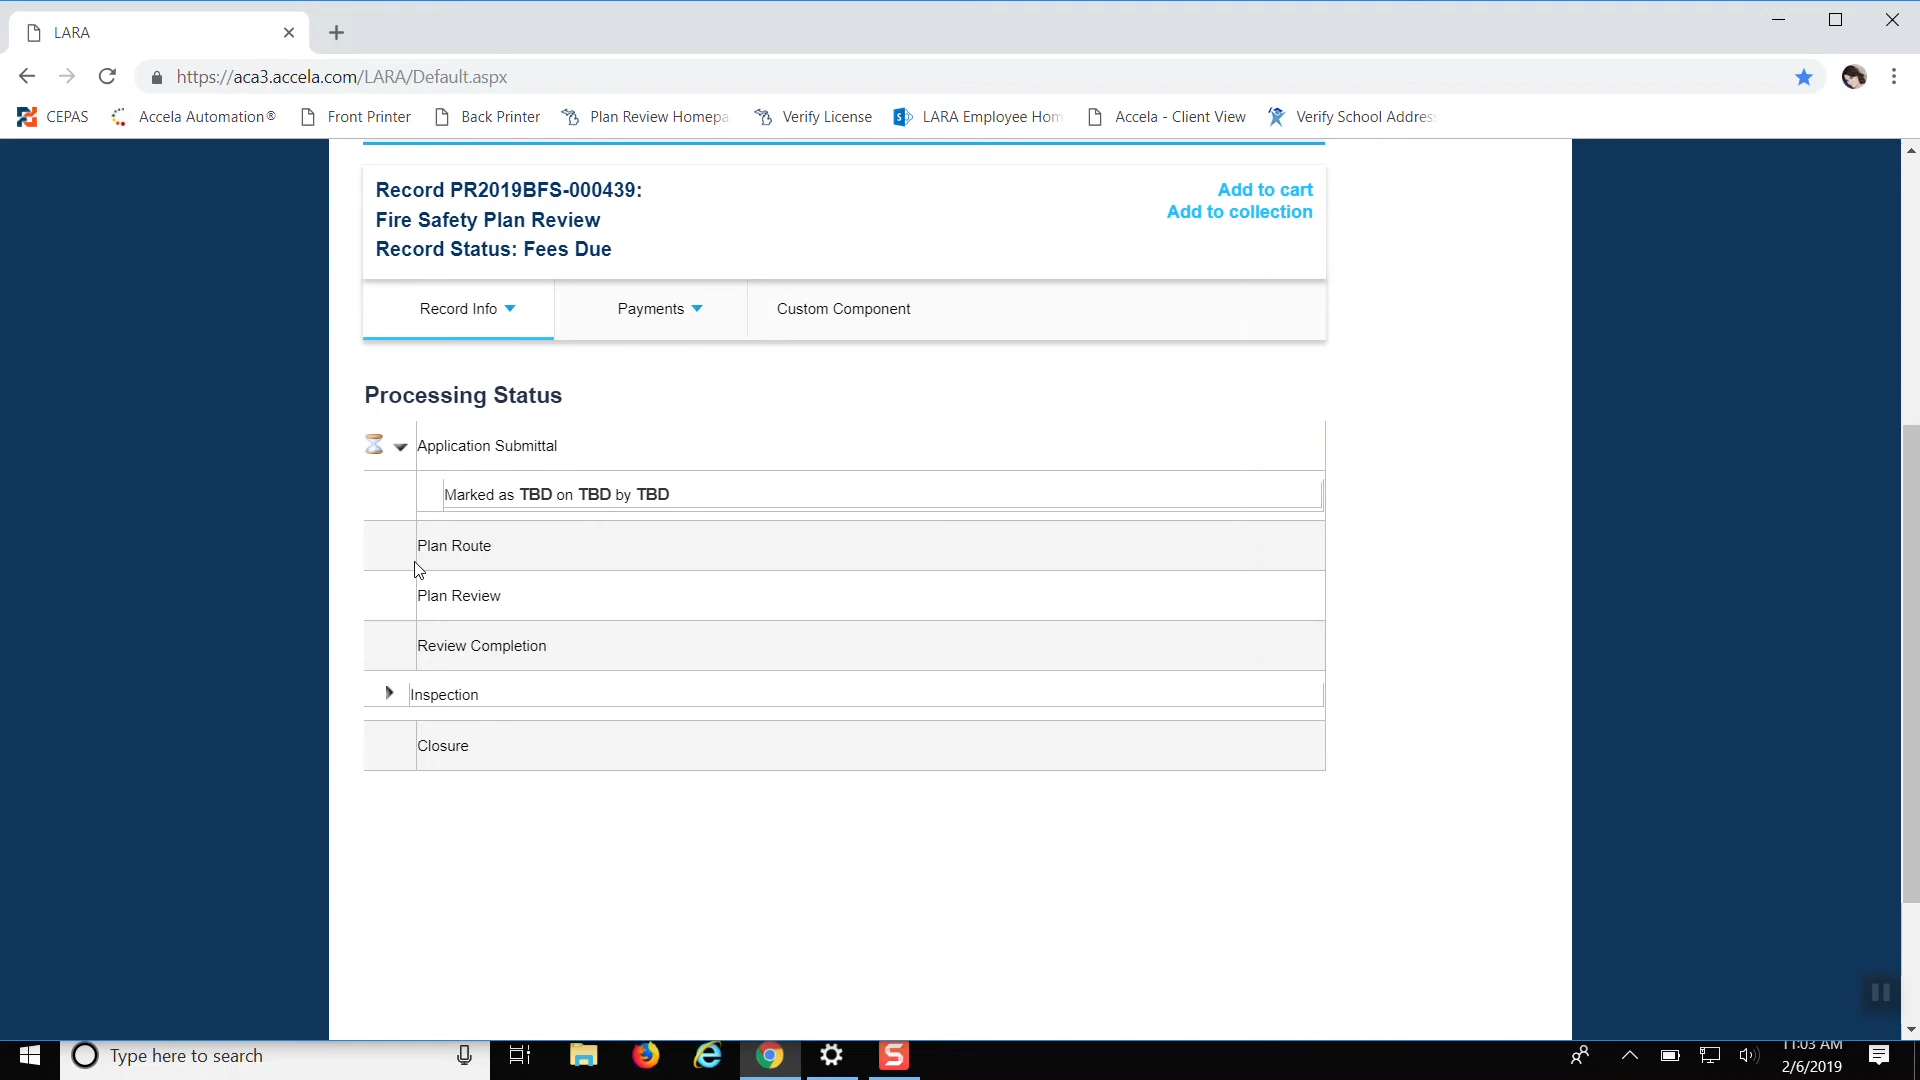 LARA
https://aca3.accela.com/LARA/Default.aspx
CEPAS
Accela Automation®
Front Printer
Back Printer
Plan Review Homepa
Verify License
LARA Employee Hom
Accela - Client View
Verify School Address
Record PR2019BFS-000439:
Fire Safety Plan Review
Record Status: Fees Due
Add to cart
Add to collection
Record Info
Payments
Custom Component
Processing Status
Application Submittal
Marked as TBD on TBD by TBD
Plan Route
Plan Review
Review Completion
Inspection
Closure
Type here to search
11:03 AM
2/6/2019